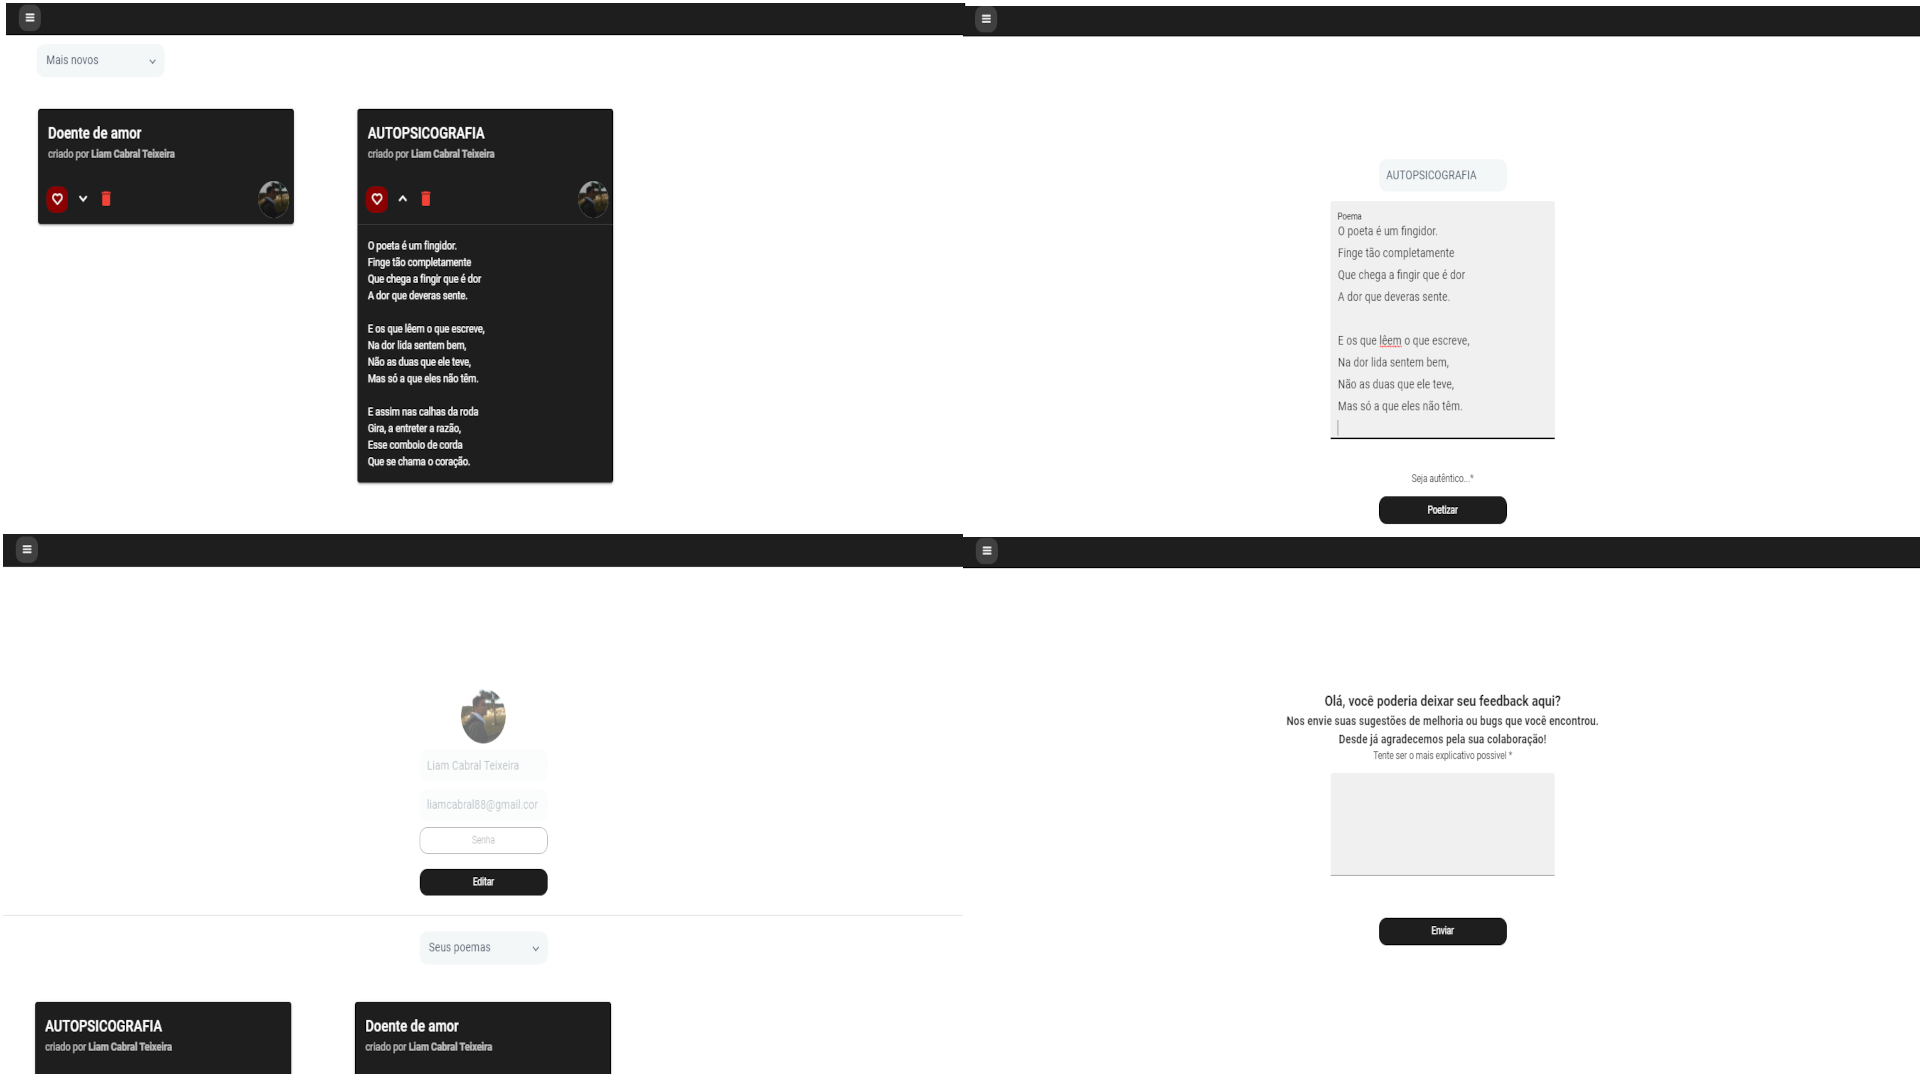 Mais novos
Doente de amor
criado por Liam Cabral Teixeira
AUTOPSICOGRAFIA
criado por Liam Cabral Teixeira
O poeta é um fingidor.
Finge tão completamente
Que chega a fingir que é dor
A dor que deveras sente.
E os que lêem o que escreve,
Na dor lida sentem bem,
Não as duas que ele teve,
Mas só a que eles não têm.
E assim nas calhas da roda
Gira, a entreter a razão,
Esse comboio de corda
Que se chama o coração.
AUTOPSICOGRAFIA
Poema
O poeta é um fingidor.
Finge tão completamente
Que chega a fingir que é dor
A dor que deveras sente.
E os que lêem o que escreve,
Na dor lida sentem bem,
Não as duas que ele teve,
Mas só a que eles não têm.
Seja autêntico...*
Poetizar
Liam Cabral Teixeira
liamcabral88@gmail.cor
Senha
Editar
Seus poemas
AUTOPSICOGRAFIA
criado por Liam Cabral Teixeira
Doente de amor
criado por Liam Cabral Teixeira
Olá, você poderia deixar seu feedback aqui?
Nos envie suas sugestões de melhoria ou bugs que você encontrou.
Desde já agradecemos pela sua colaboração!
Tente ser o mais explicativo possivel *
Enviar